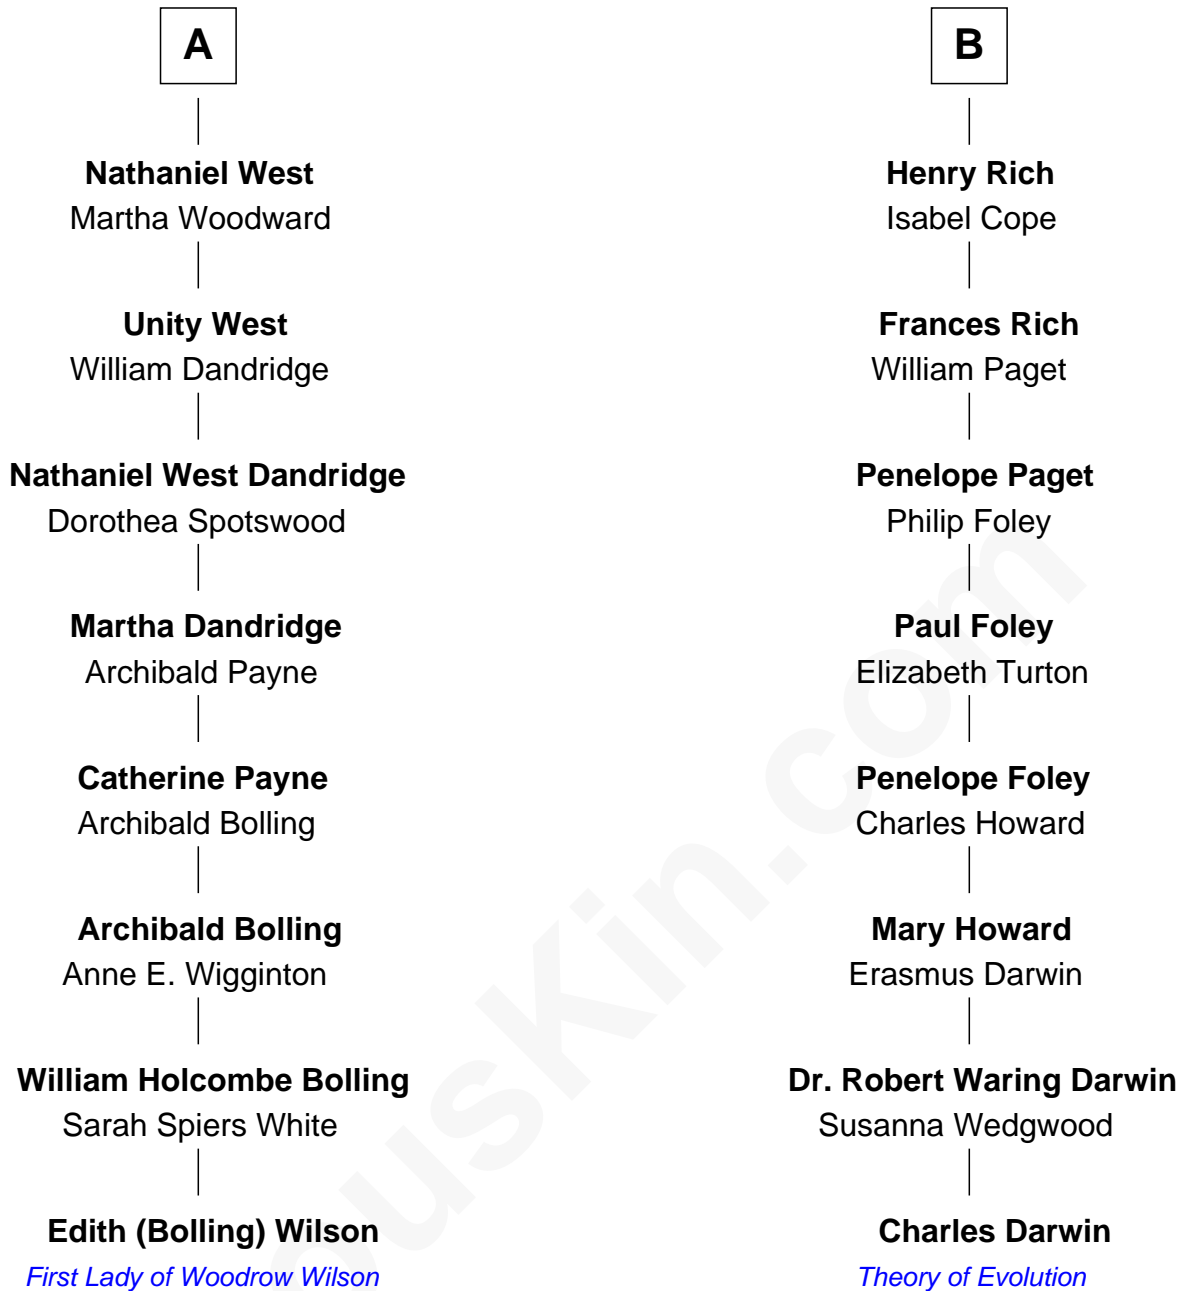 A
Nathaniel West
Martha Woodward
Unity West
William Dandridge
Nathaniel West Dandridge
Dorothea Spotswood
Martha Dandridge
Archibald Payne
Catherine Payne
Archibald Bolling
Archibald Bolling
Anne E. Wigginton
William Holcombe Bolling
Sarah Spiers White
Edith (Bolling) Wilson
First Lady of Woodrow Wilson
B
Henry Rich
Isabel Cope
Frances Rich
William Paget
Penelope Paget
Philip Foley
Paul Foley
Elizabeth Turton
Penelope Foley
Charles Howard
Mary Howard
Erasmus Darwin
Dr. Robert Waring Darwin
Susanna Wedgwood
Charles Darwin
Theory of Evolution
ousKin.com